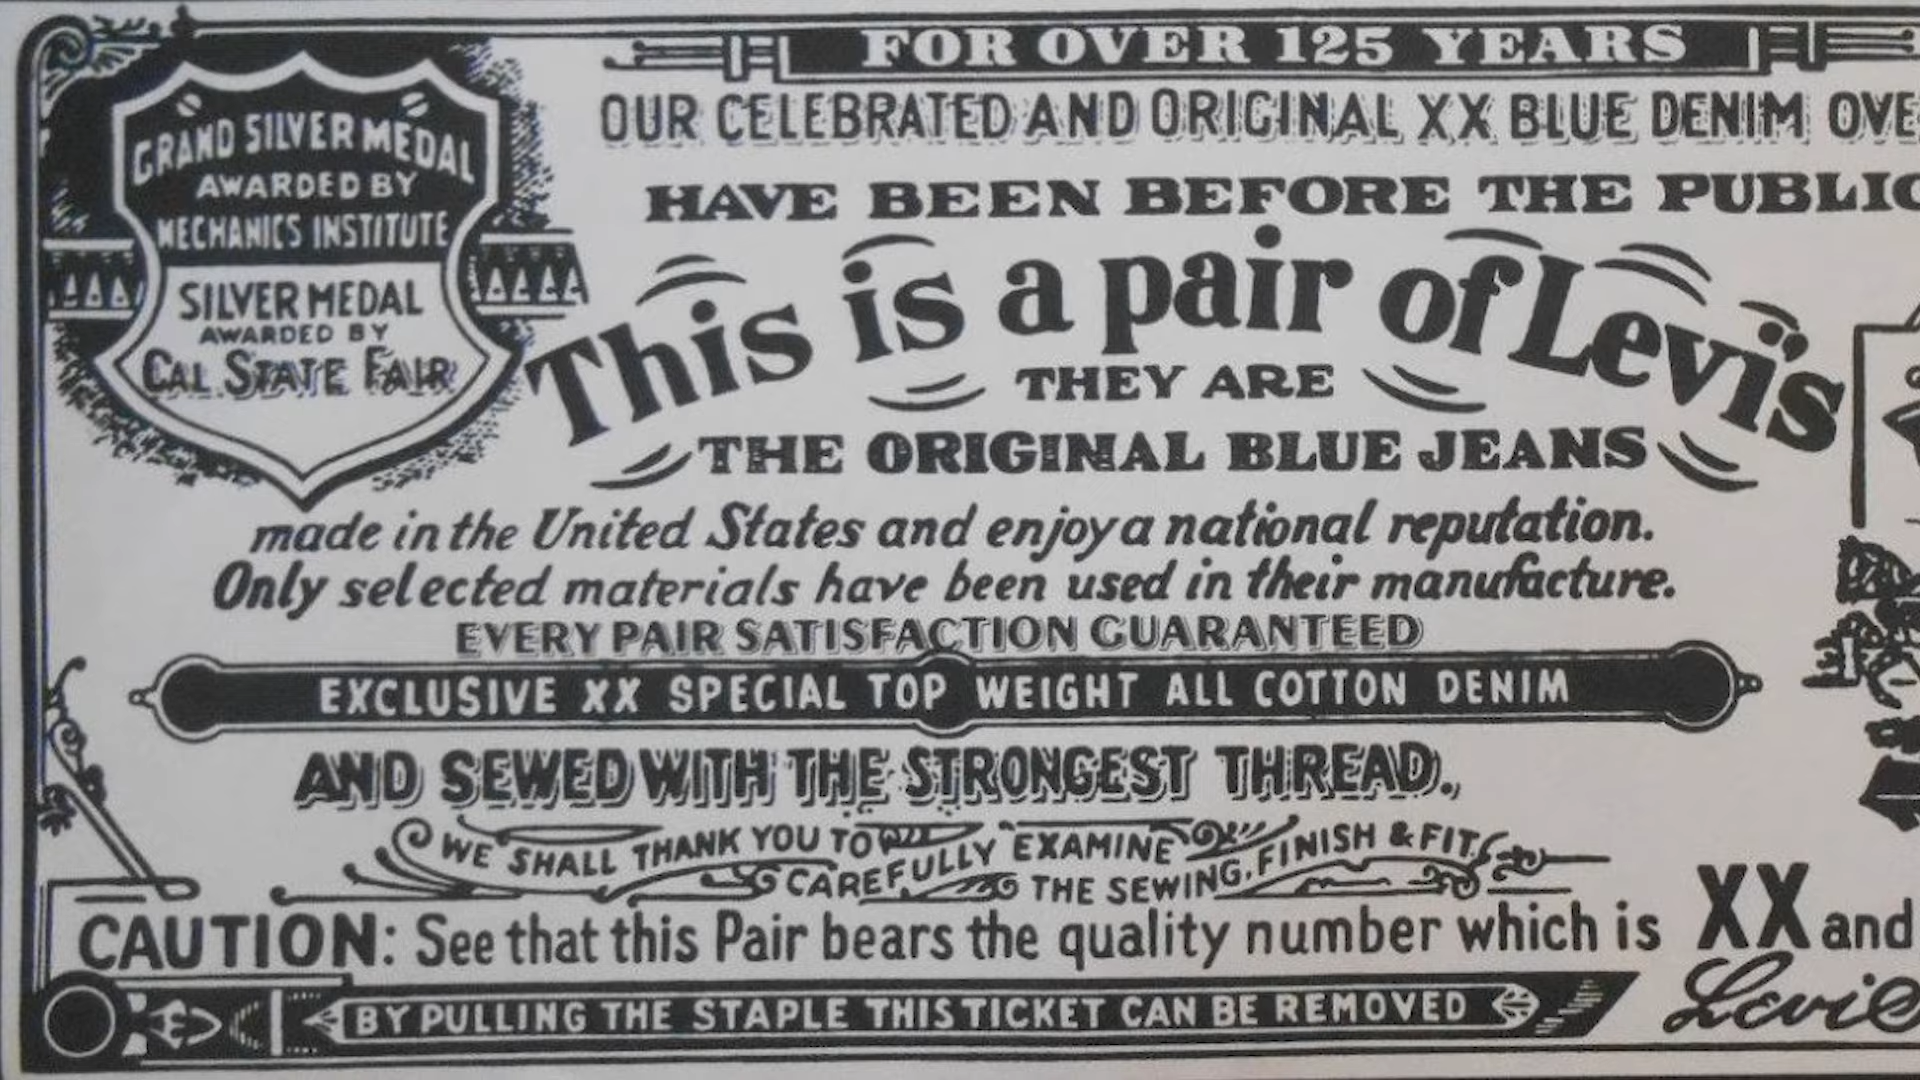 FOR OVER 125 YEARS
OUR CELEBRATED AND ORIGINAL XX BLUE DENIM
HAVE BEEN BEFORE THE PUBLIC
GRAND SILVER MEDAL
AWARDED BY
MECHANICS INSTITUTE
SILVER MEDAL
AWARDED BY
CAL STATE FAIR
This is a pair of Levi's
THEY ARE
THE ORIGINAL BLUE JEANS
made in the United States and enjoy a national reputation.
Only selected materials have been used in their manufacture.
EVERY PAIR SATISFACTION GUARANTEED
EXCLUSIVE XX SPECIAL TOP WEIGHT ALL COTTON DENIM
AND SEWED WITH THE STRONGEST THREAD.
WE SHALL THANK YOU TO CAREFULLY EXAMINE
THE SEWING, FINISH & FIT
CAUTION: See that this Pair bears the quality number which is XX and
BY PULLING THE STAPLE THIS TICKET CAN BE REMOVED
Levi